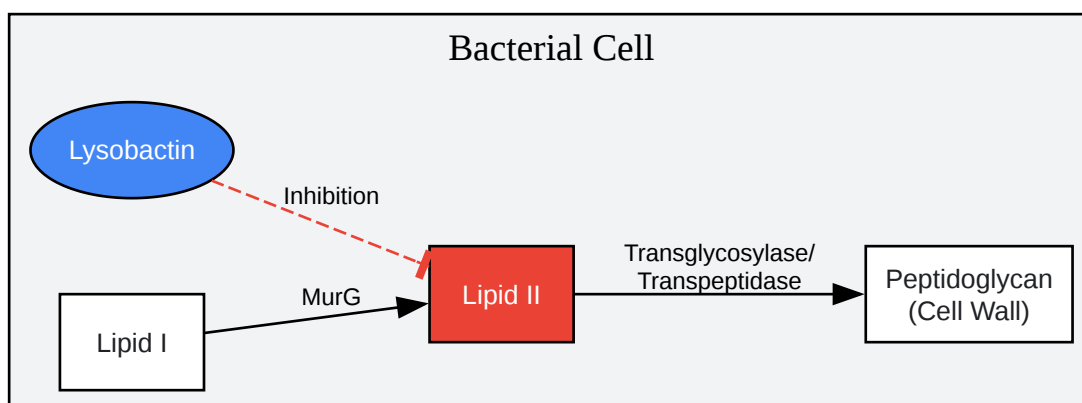 Bacterial Cell
Lysobactin
Inhibition
Lipid I
MurG
Lipid II
Transglycosylase/
Transpeptidase
Peptidoglycan
(Cell Wall)